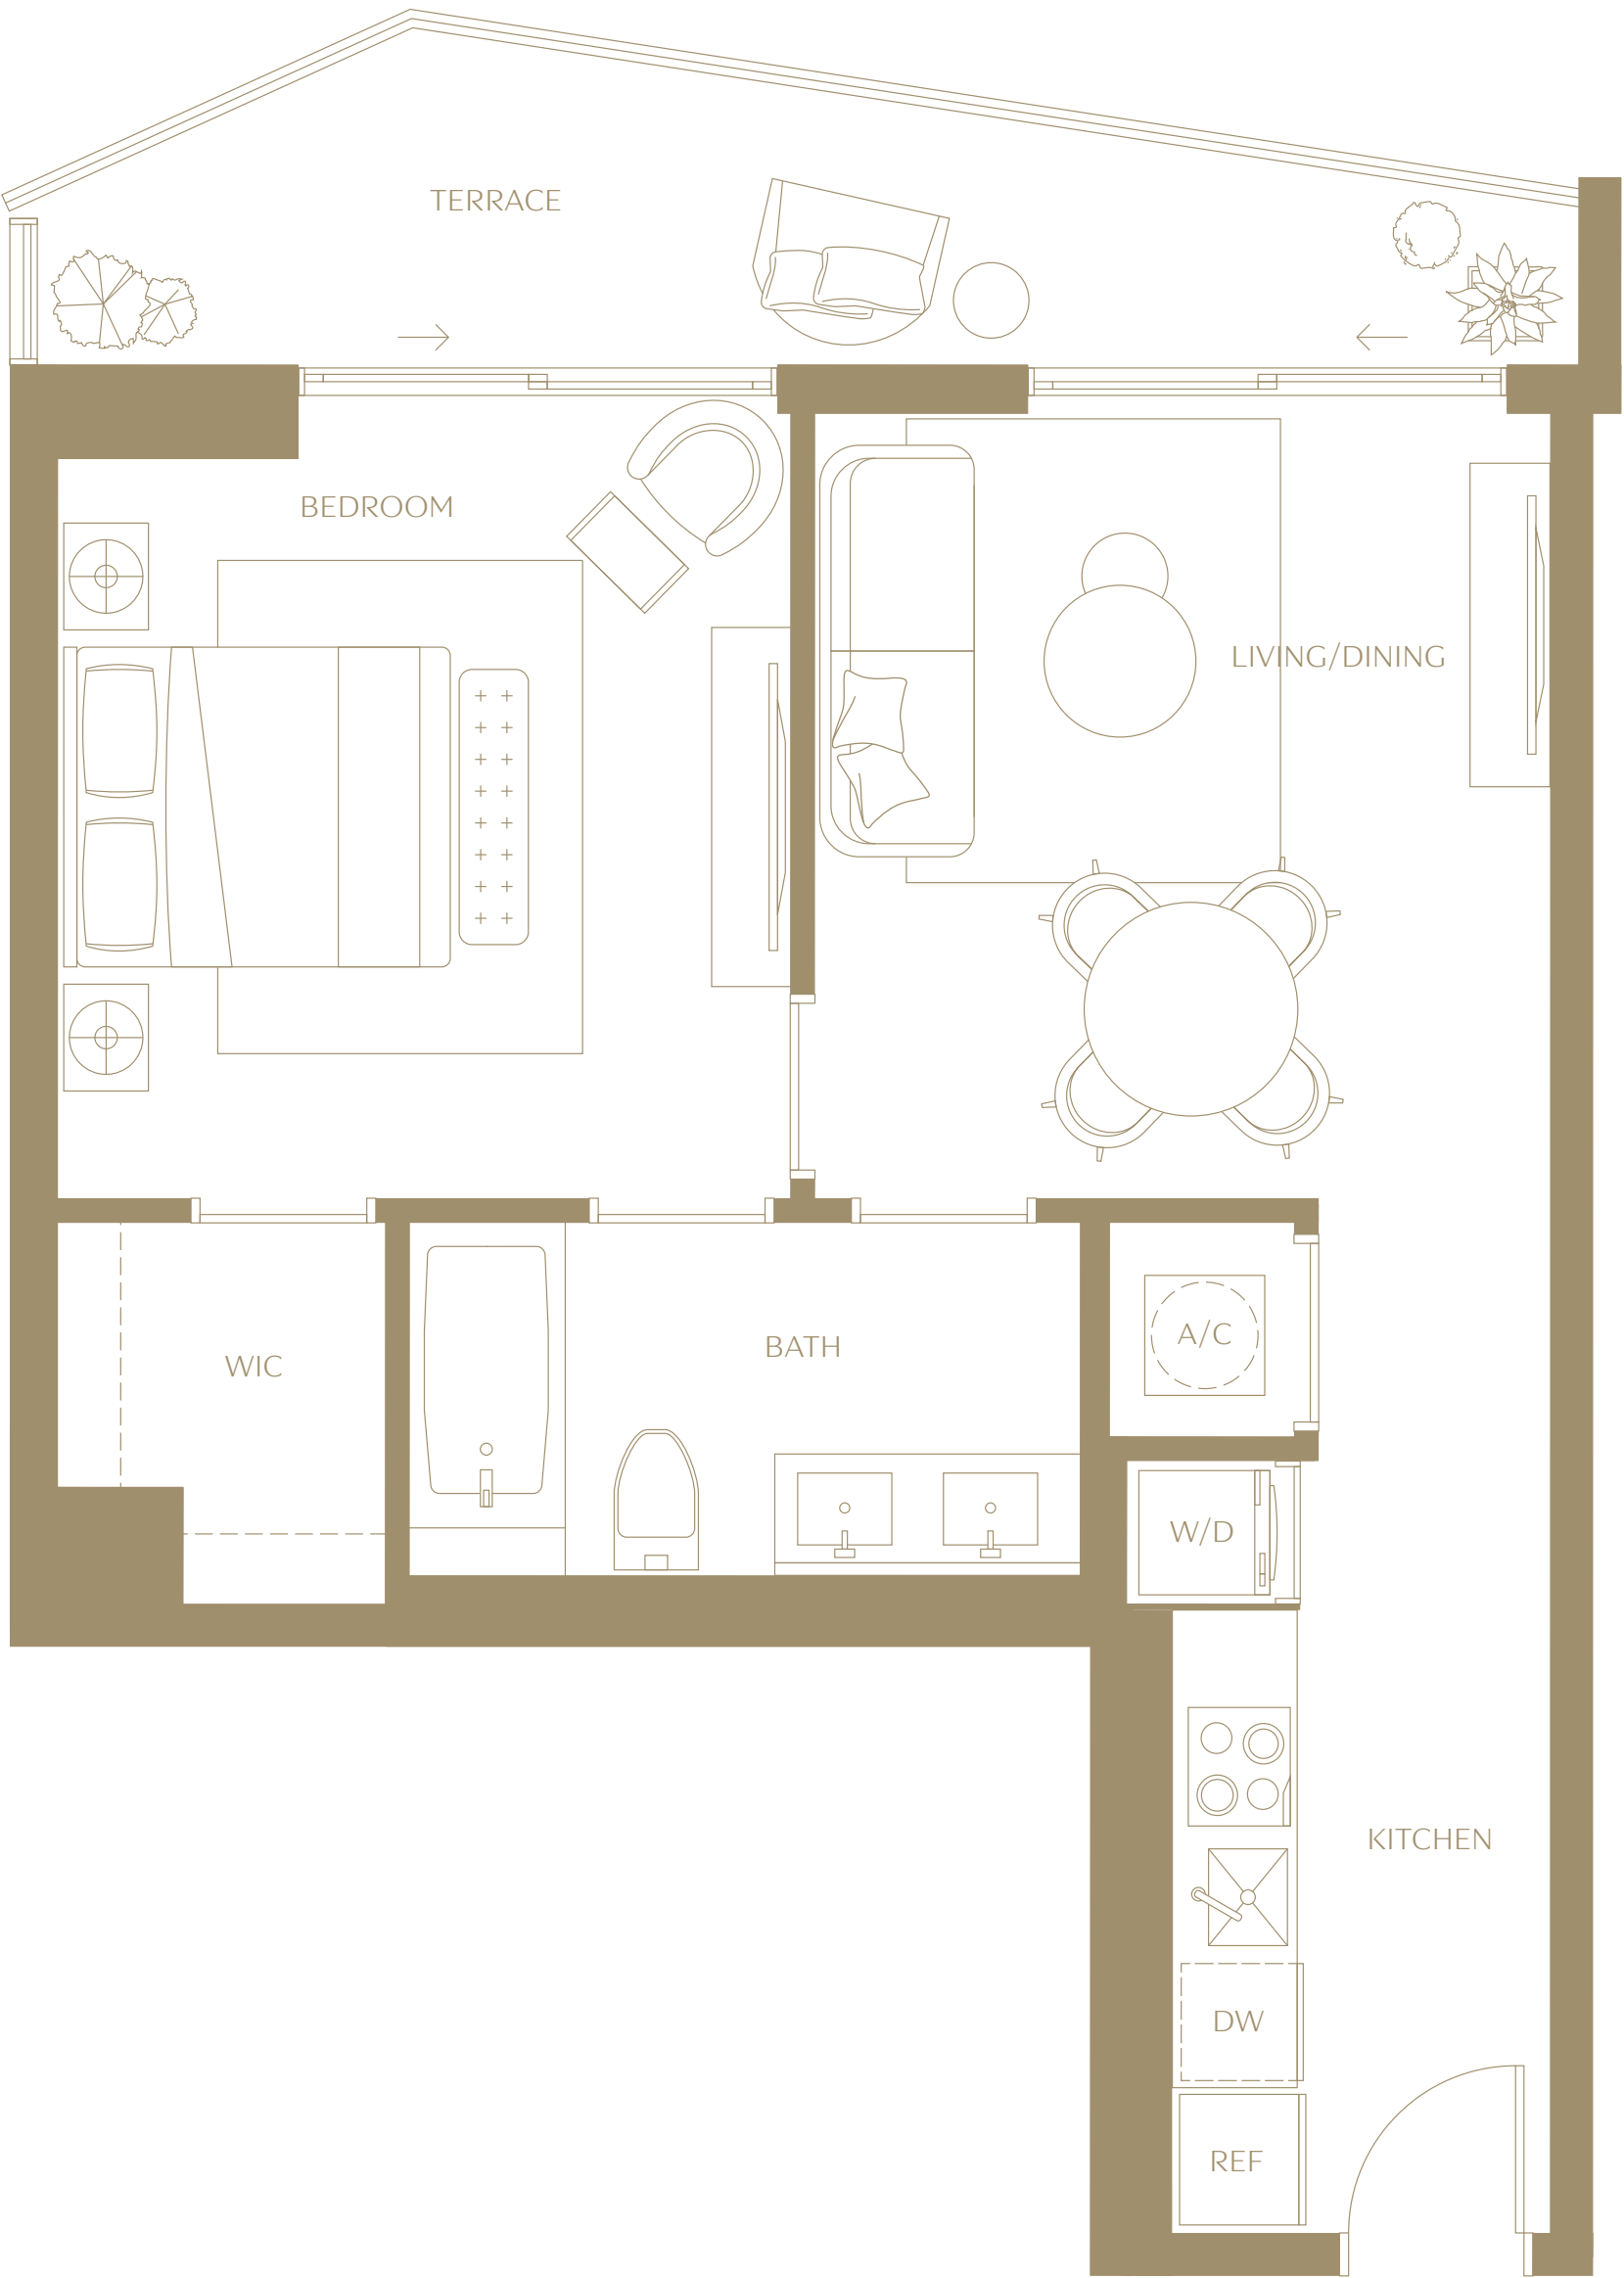 TERRACE
BEDROOM
LIVING/DINING
WIC
BATH
A/C
W/D
KITCHEN
DW
REF